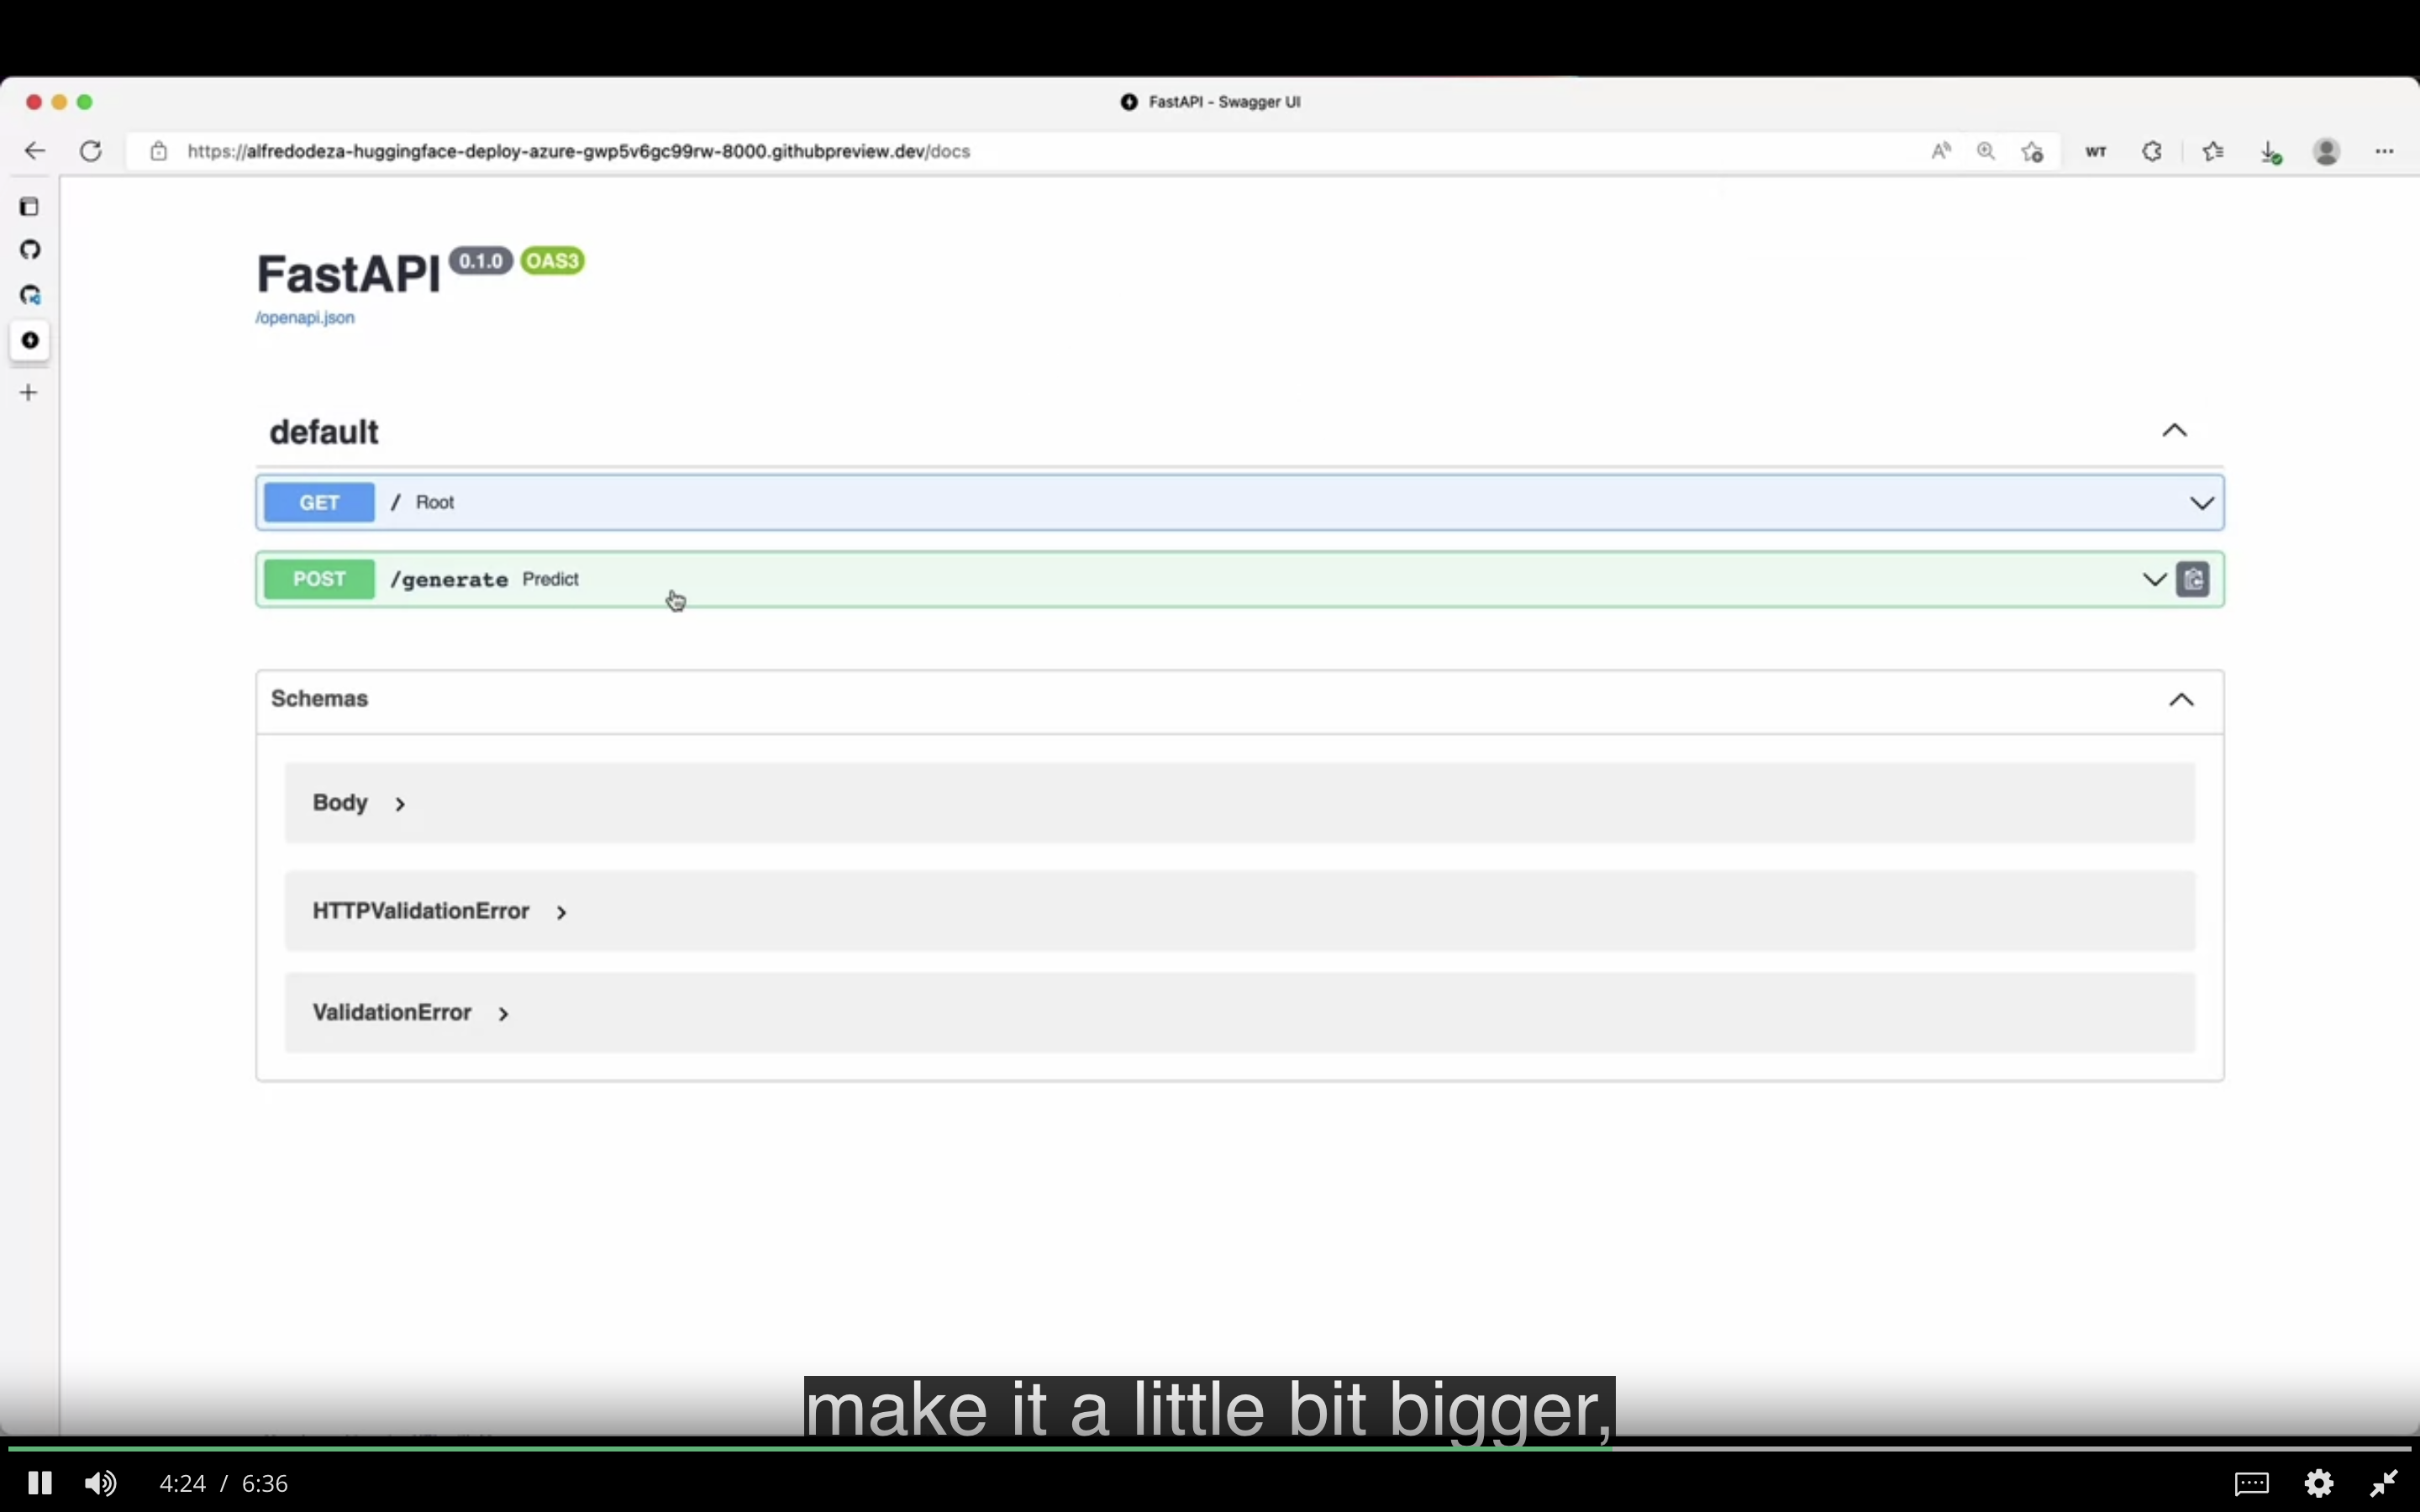 FastAPI - Swagger UI
https://alfredodeza-huggingface-deploy-azure-gwp5v6gc99rw-8000.githubpreview.dev/docs
WT
FastAPI 0.1.0 OAS3
/openapi.json
default
GET / Root
POST /generate Predict
Schemas
Body
HTTPValidationError
ValidationError
make it a little bit bigger,
4:24 / 6:36